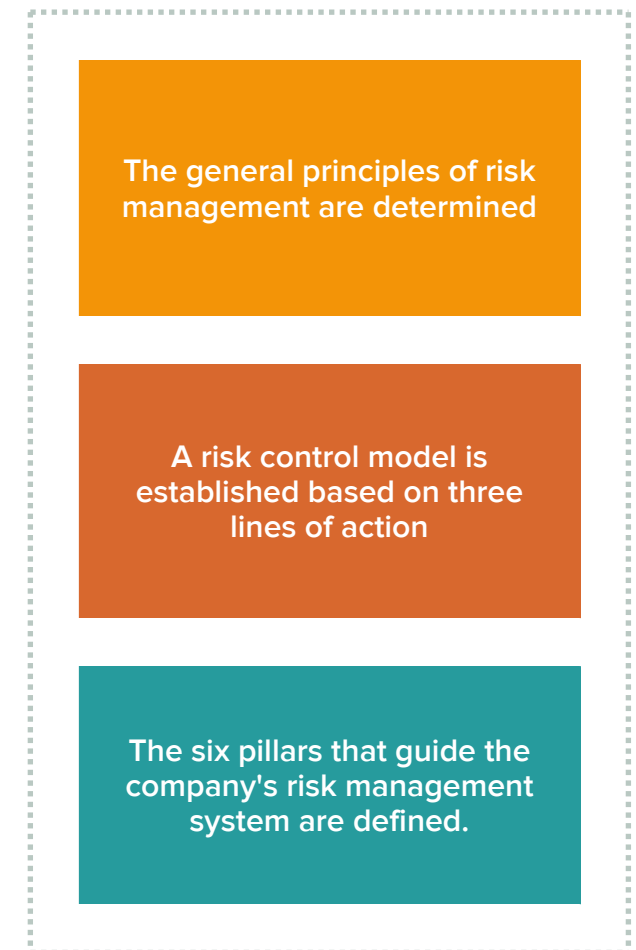 The general principles of risk
management are determined
A risk control model is
established based on three
lines of action
The six pillars that guide the
company's risk management
system are defined.